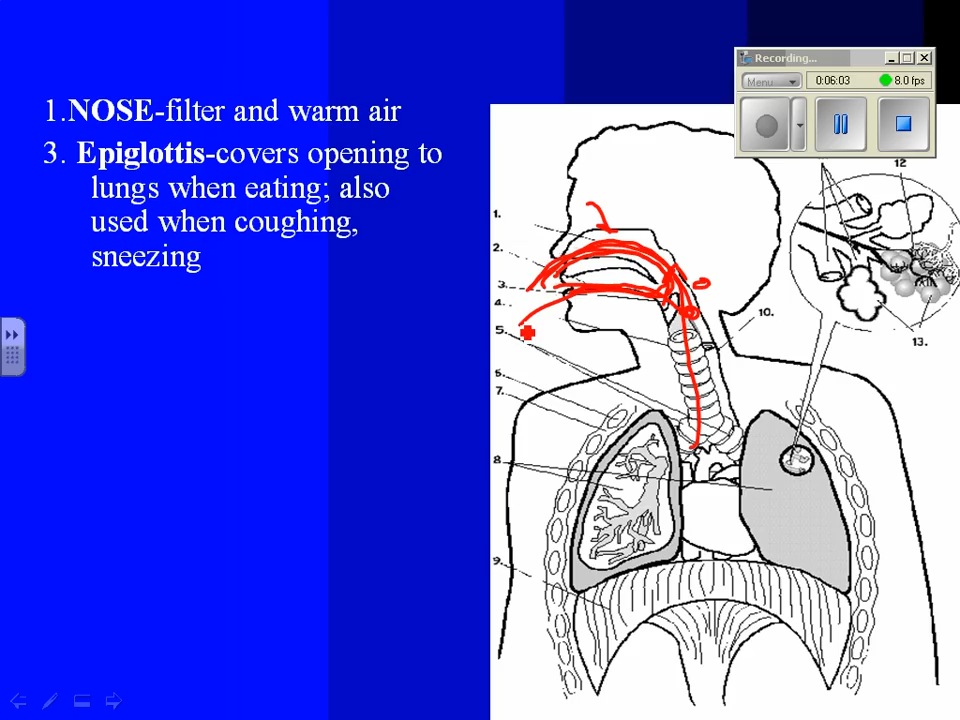 1.NOSE-filter and warm air
3. Epiglottis-covers opening to
lungs when eating; also
used when coughing,
sneezing
Recording...
Menu
0:06:03
8.0 fps
1.
2.
3.
4.
5.
6.
7.
8.
9.
10.
12
13.